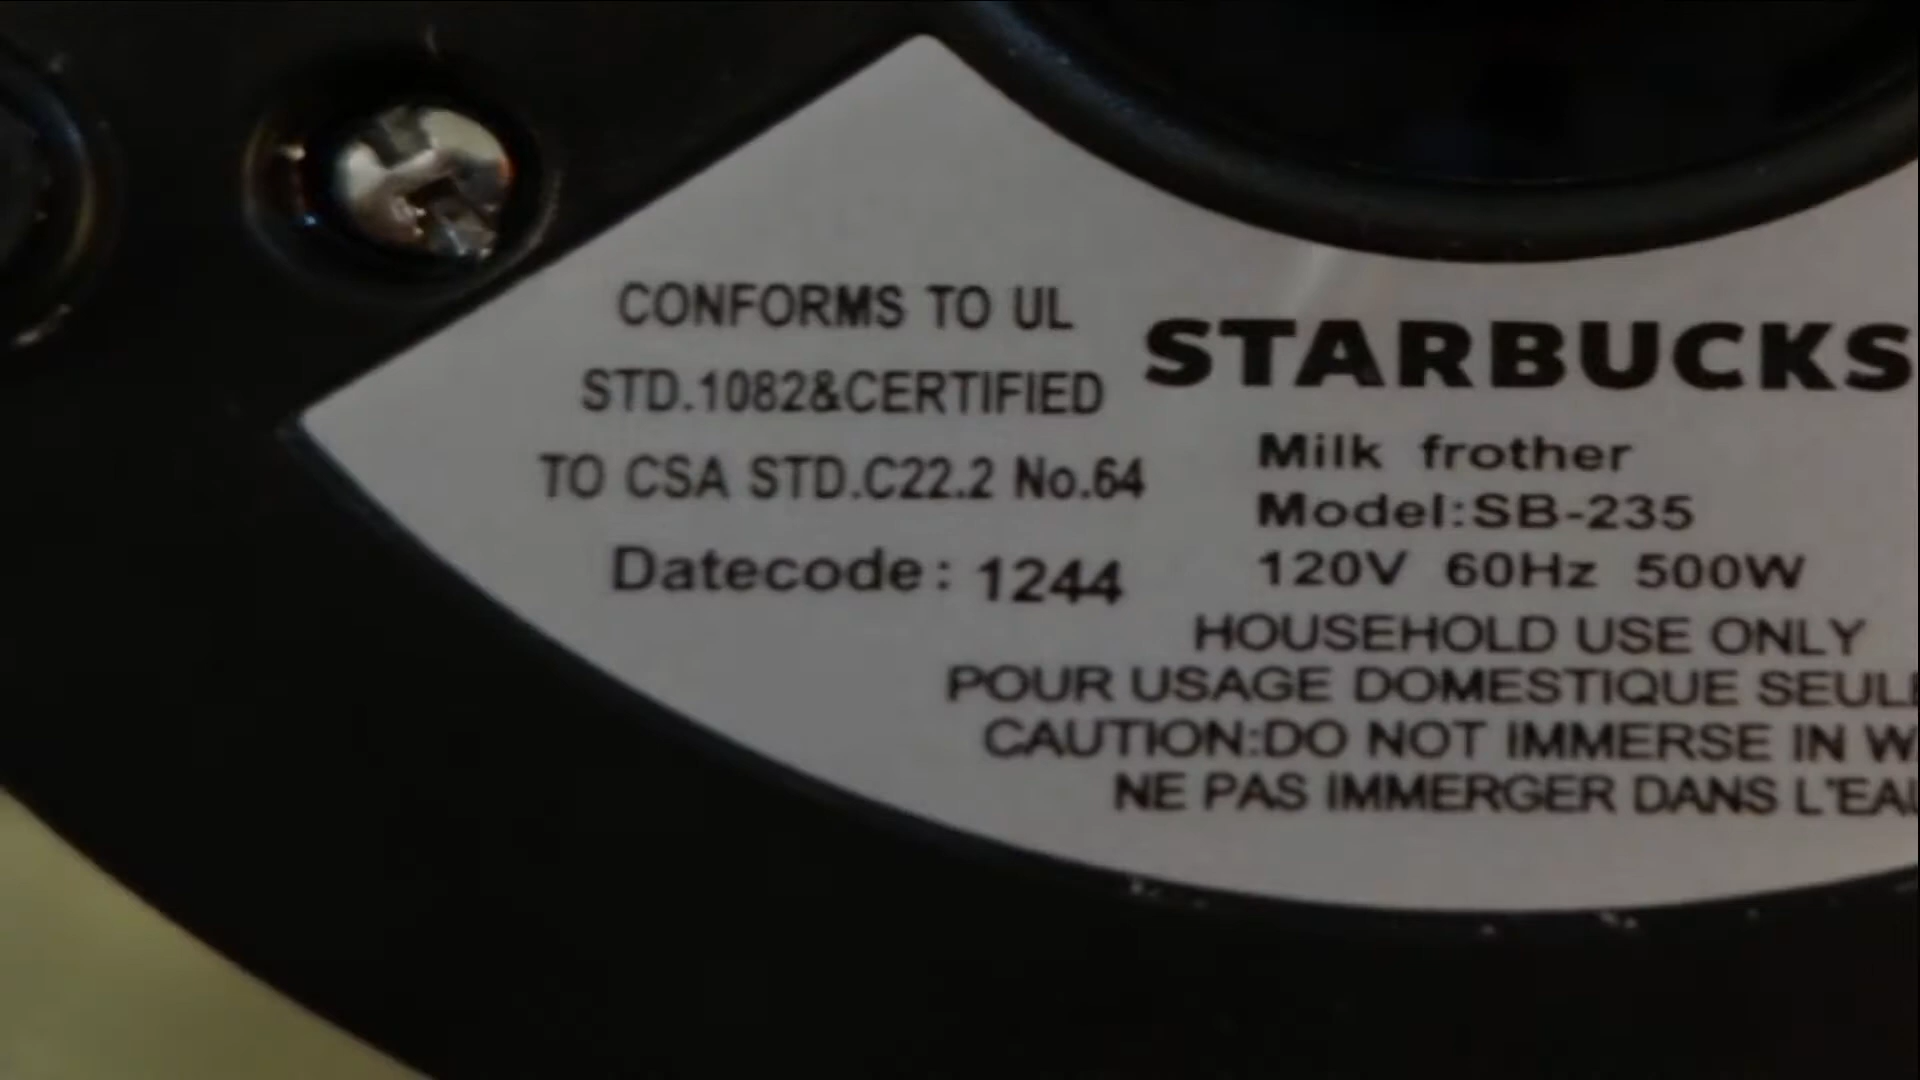 CONFORMS TO UL
STD.1082&CERTIFIED
TO CSA STD.C22.2 No.64
Datecode: 1244
STARBUCKS
Milk frother
Model:SB-235
120V 60Hz 500W
HOUSEHOLD USE ONLY
POUR USAGE DOMESTIQUE
CAUTION:DO NOT IMMERSE IN
NE PAS IMMERGER DANS L'EAU